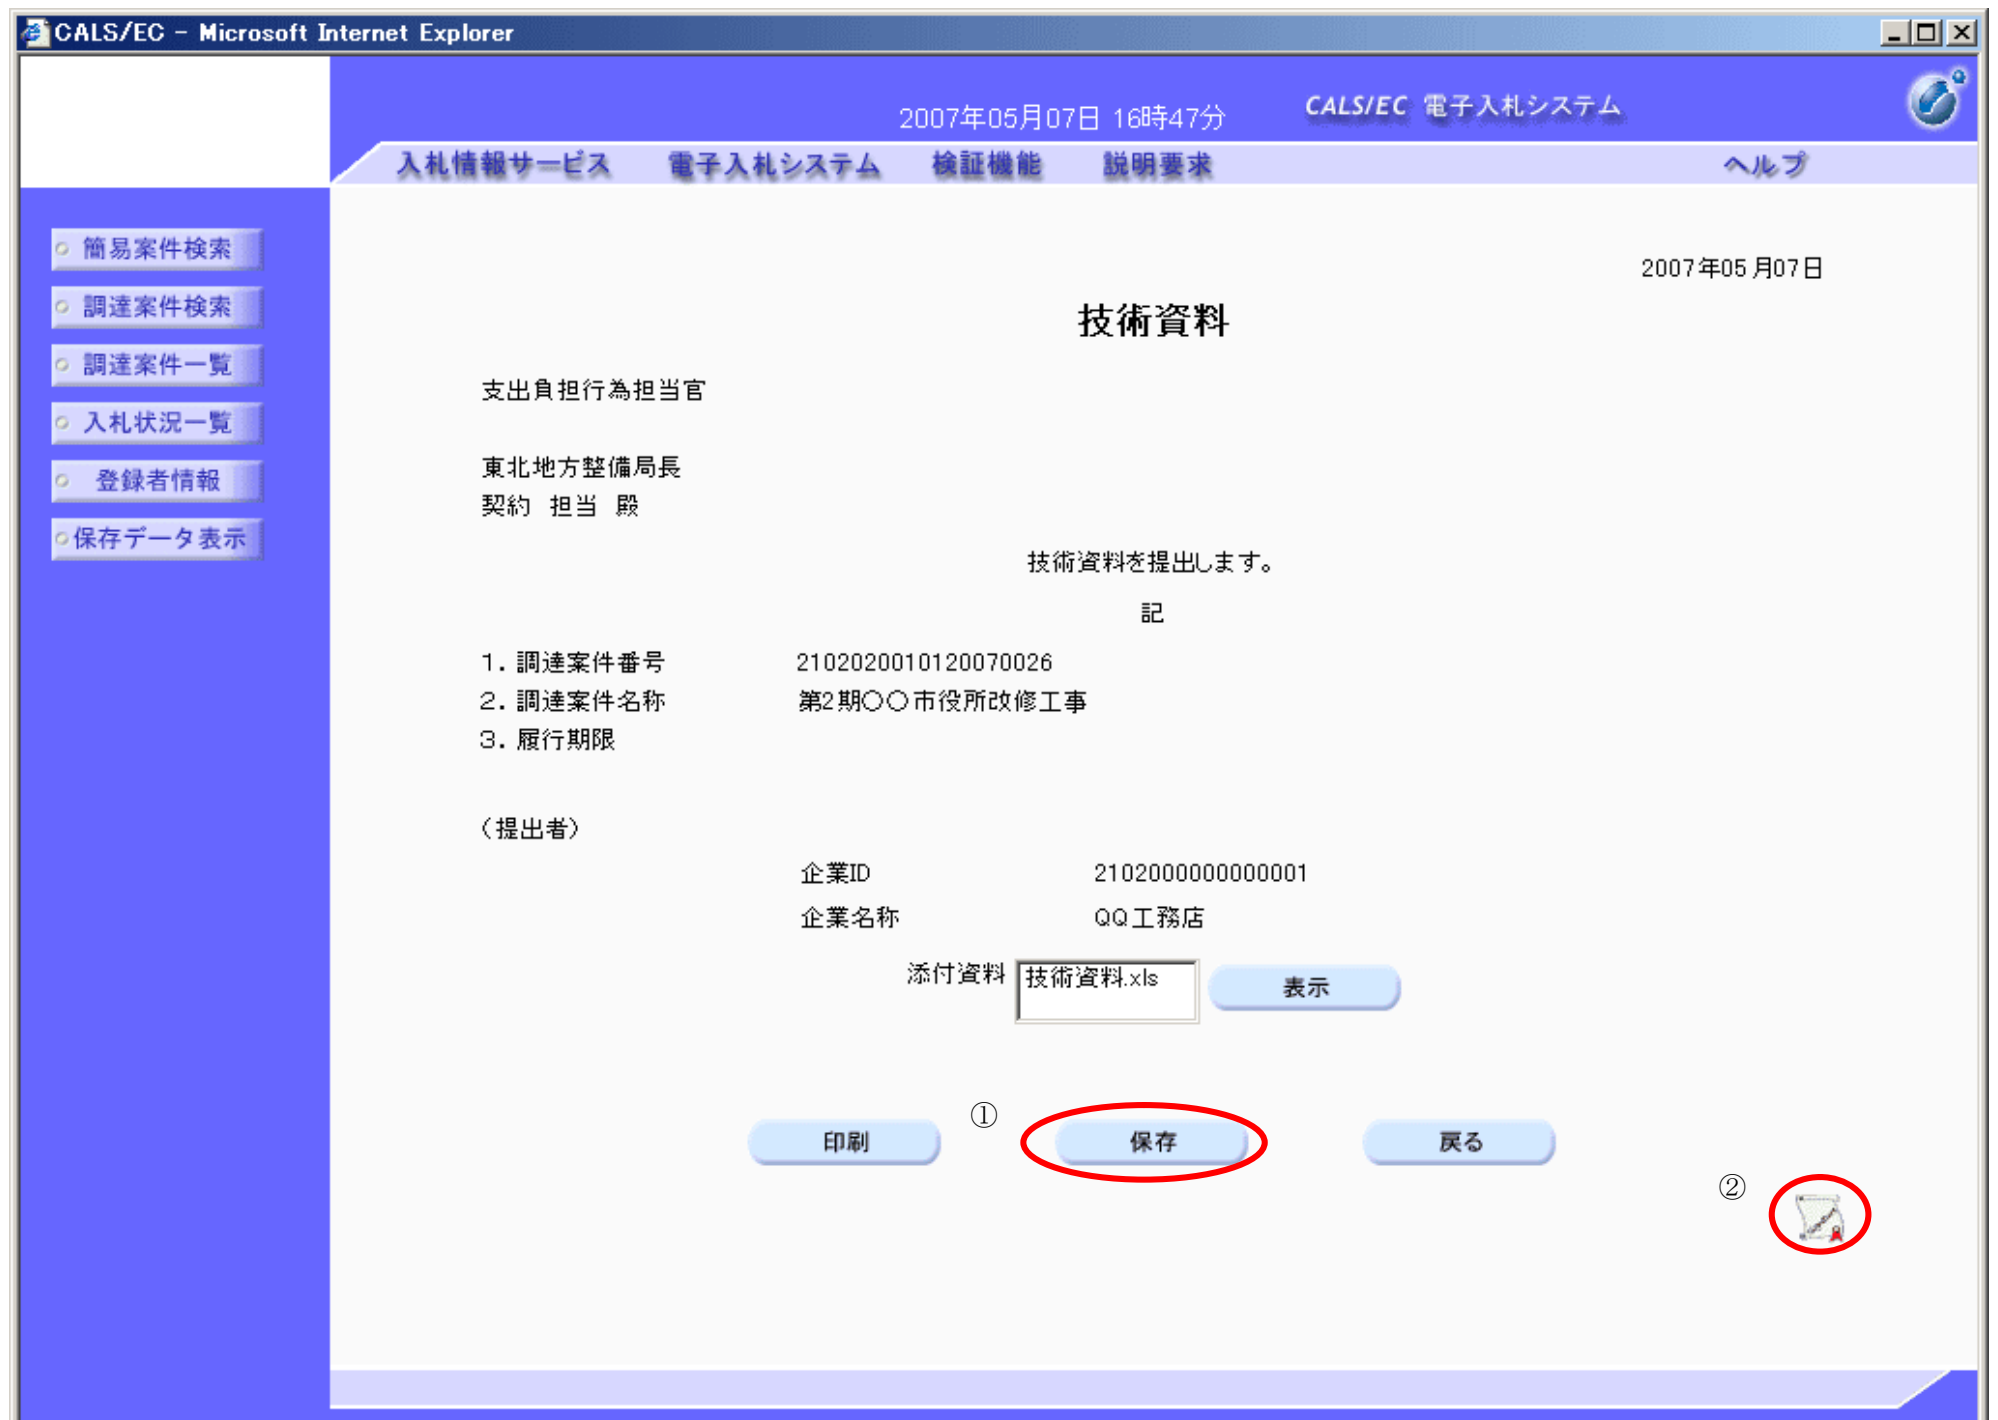 CALS/EC - Microsoft Internet Explorer
2007年05月07日 16時47分
CALS/EC 電子入札システム
入札情報サービス 電子入札システム 検証機能 説明要求 ヘルプ
簡易案件検索
調達案件検索
調達案件一覧
入札状況一覧
登録者情報
保存データ表示
2007年05月07日
技術資料
支出負担行為担当官
東北地方整備局長
契約 担当 殿
技術資料を提出します。
記
1.調達案件番号 2102020010120070026
2.調達案件名称 第2期〇〇市役所改修工事
3.履行期限
(提出者)
企業ID 2102000000000001
企業名称 QQ工務店
添付資料 技術資料.xls 表示
①
印刷 保存 戻る
②